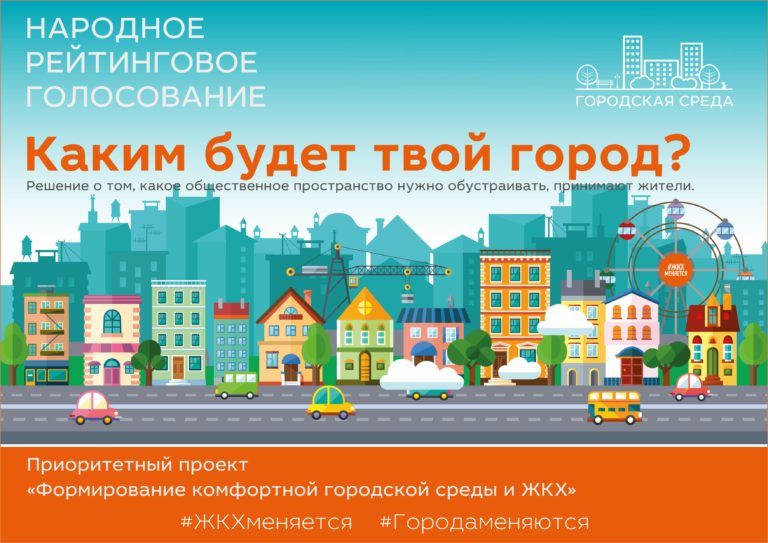 НАРОДНОЕ
РЕЙТИНГОВОЕ
ГОЛОСОВАНИЕ
ГОРОДСКАЯ СРЕДА
Каким будет твой город?
Решение о том, какое общественное пространство нужно обустраивать, принимают жители.
#ЖКХ
МЕНЯЕТСЯ
Приоритетный проект
«Формирование комфортной городской среды и ЖКХ»
#ЖКХменяется #Городаменяются